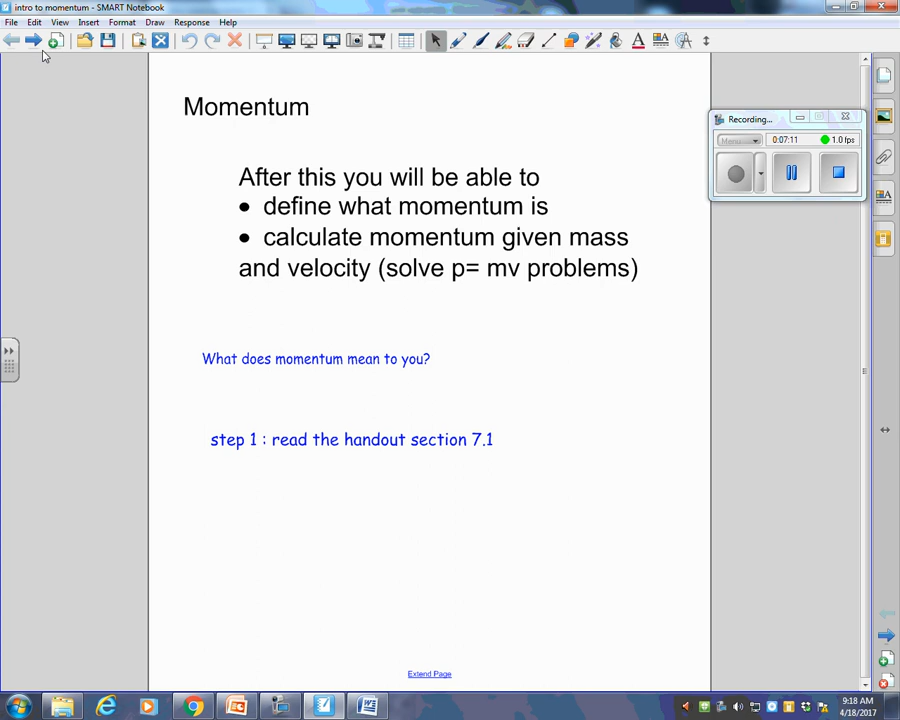 intro to momentum - SMART Notebook
File Edit View Insert Format Draw Response Help
Momentum
Recording...
Menu
0:07:11
1.0 fps
After this you will be able to
• define what momentum is
• calculate momentum given mass
and velocity (solve p= mv problems)
What does momentum mean to you?
step 1 : read the handout section 7.1
Extend Page
9:18 AM
4/18/2017